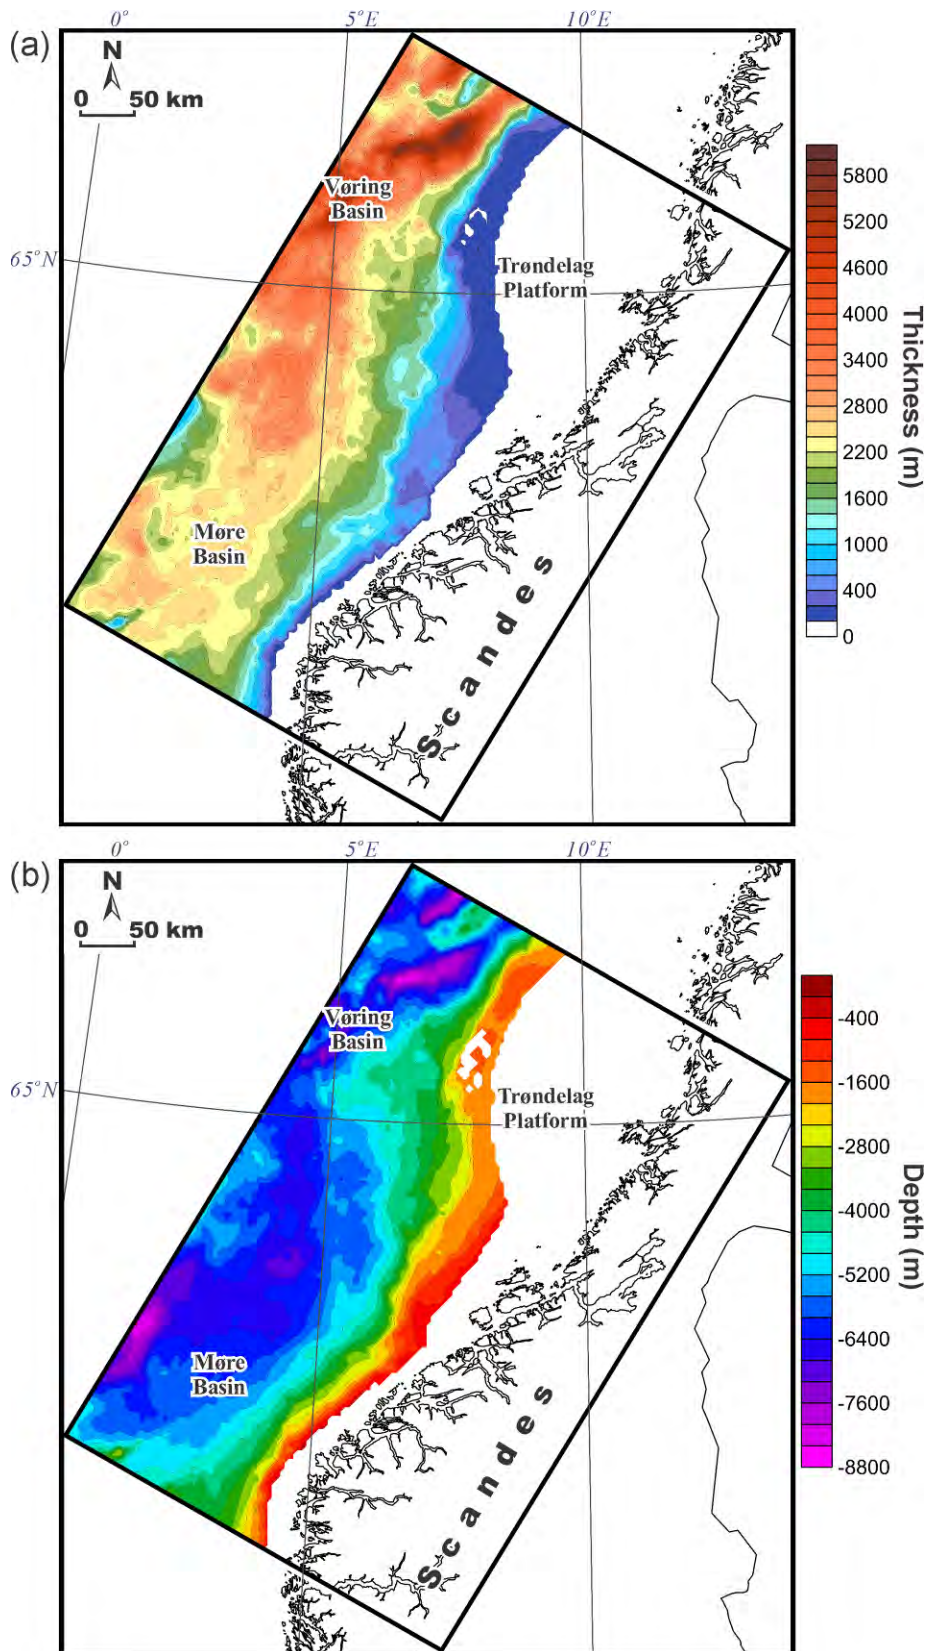 (a)
0° 5°E 10°E
N
0 50 km
Vøring
Basin
65°N
Trøndelag
Platform
Møre
Basin
Scandes
5800
5200
4600
4000
3400
2800
2200
1600
1000
400
0
Thickness (m)
(b)
0° 5°E 10°E
N
0 50 km
Vøring
Basin
65°N
Trøndelag
Platform
Møre
Basin
Scandes
-400
-1600
-2800
-4000
-5200
-6400
-7600
-8800
Depth (m)